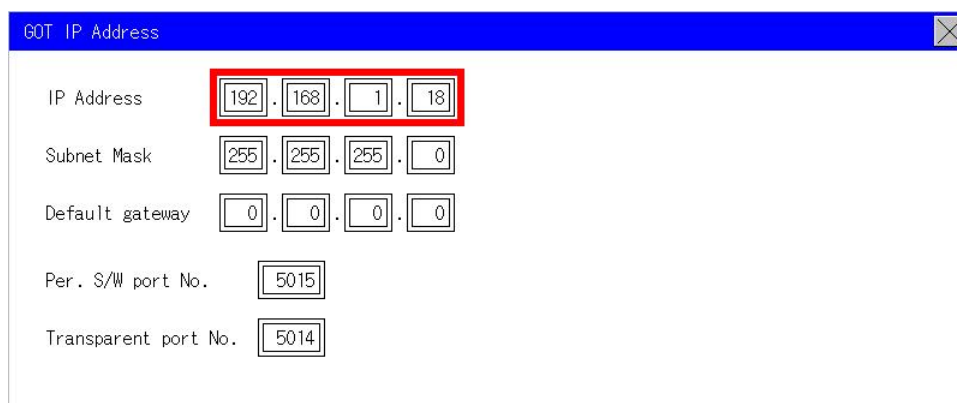 GOT IP Address
IP Address 192.168.1.18
Subnet Mask 255.255.255.0
Default gateway 0.0.0.0
Per. S/W port No. 5015
Transparent port No. 5014